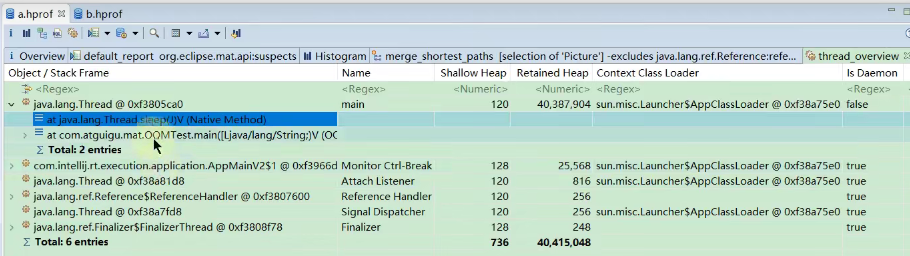 a.hprof b.hprof
i Overview default_report org.eclipse.mat.api:suspects Histogram merge_shortest_paths [selection of 'Picture'] -excludes java.lang.ref.Reference:refe... thread_overview
Object / Stack Frame Name Shallow Heap Retained Heap Context Class Loader Is Daemon
<Regex> <Regex> <Numeric> <Numeric> <Regex> <Regex>
java.lang.Thread @ 0xf3805ca0 main 120 40,387,904 sun.misc.Launcher$AppClassLoader @ 0xf38a75e0 false
at java.lang.Thread.sleep(J)V (Native Method)
at com.atguigu.mat.OOMTest.main([Ljava/lang/String;)V (OC
Σ Total: 2 entries
com.intellij.rt.execution.application.AppMainV2$1 @ 0xf3966d Monitor Ctrl-Break 128 25,568 sun.misc.Launcher$AppClassLoader @ 0xf38a75e0 true
java.lang.Thread @ 0xf38a81d8 Attach Listener 120 816 sun.misc.Launcher$AppClassLoader @ 0xf38a75e0 true
java.lang.ref.Reference$ReferenceHandler @ 0xf3807600 Reference Handler 120 256 true
java.lang.Thread @ 0xf38a7fd8 Signal Dispatcher 120 256 sun.misc.Launcher$AppClassLoader @ 0xf38a75e0 true
java.lang.ref.Finalizer$FinalizerThread @ 0xf3808f78 Finalizer 128 248 true
Σ Total: 6 entries 736 40,415,048